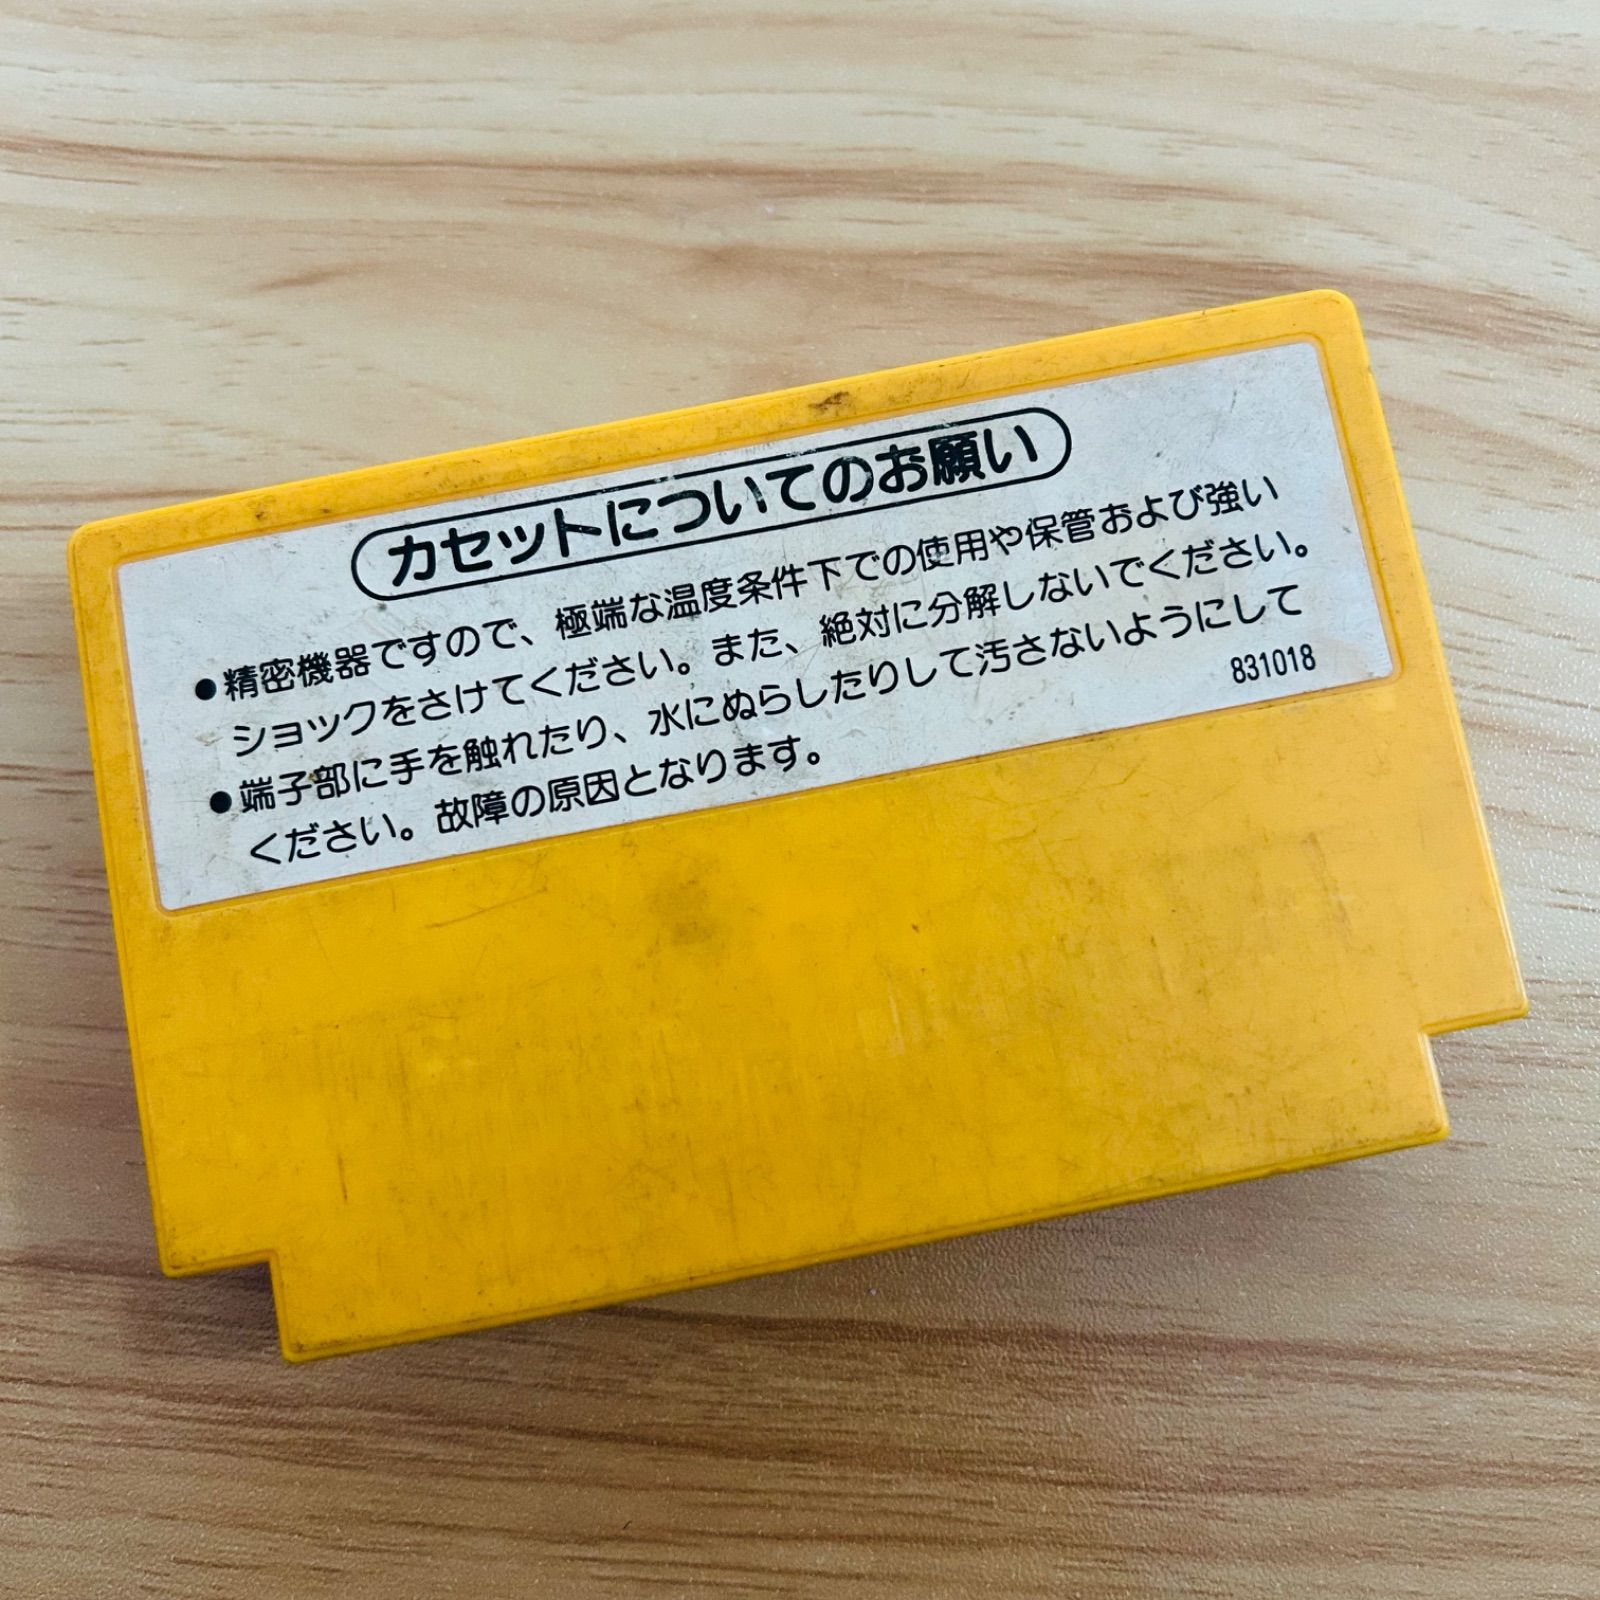 カセットについてのお願い
●精密機器ですので、極端な温度条件下での使用や保管および強い
ショックをさけてください。また、絶対に分解しないでください。
●端子部に手を触れたり、水にぬらしたりして汚さないようにして
ください。故障の原因となります。
831018